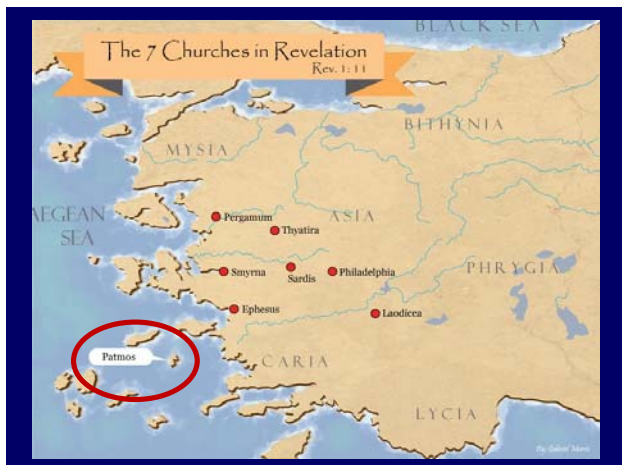 The 7 Churches in Revelation
Rev. 1:11
BLACK SEA
BITHYNIA
MYSIA
AEGEAN
SEA
ASIA
Pergamum
Thyatira
Smyrna
Sardis
Philadelphia
PHRYGIA
Ephesus
Laodicea
Patmos
CARIA
LYCIA